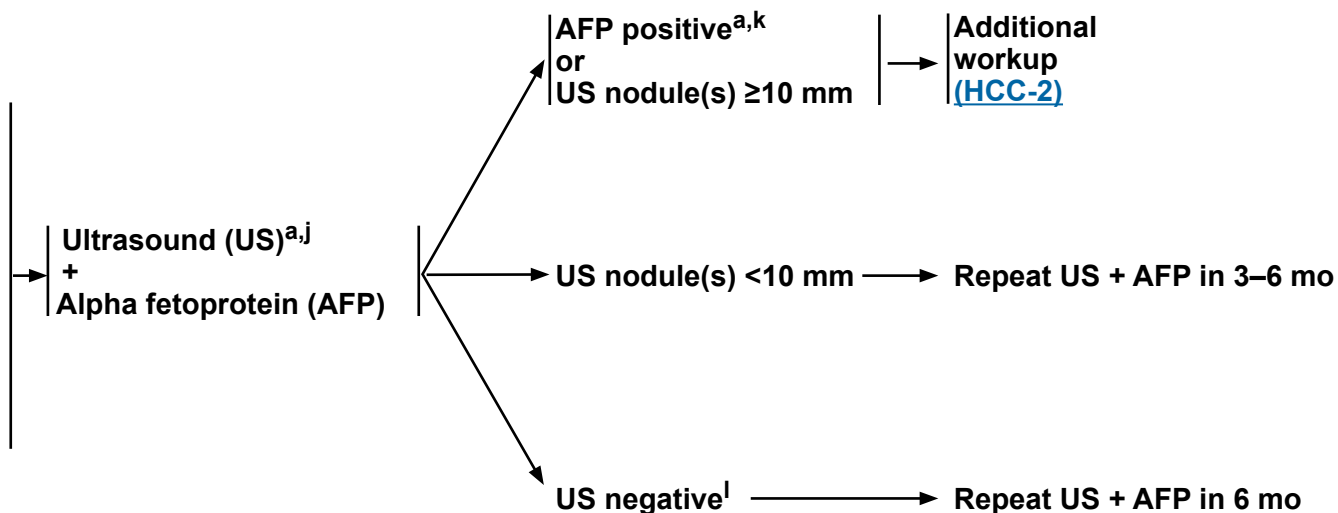 AFP positive^a,k
or
US nodule(s) ≥10 mm
Additional
workup
(HCC-2)
Ultrasound (US)^a,j
+
Alpha fetoprotein (AFP)
US nodule(s) <10 mm
Repeat US + AFP in 3–6 mo
US negative^l
Repeat US + AFP in 6 mo